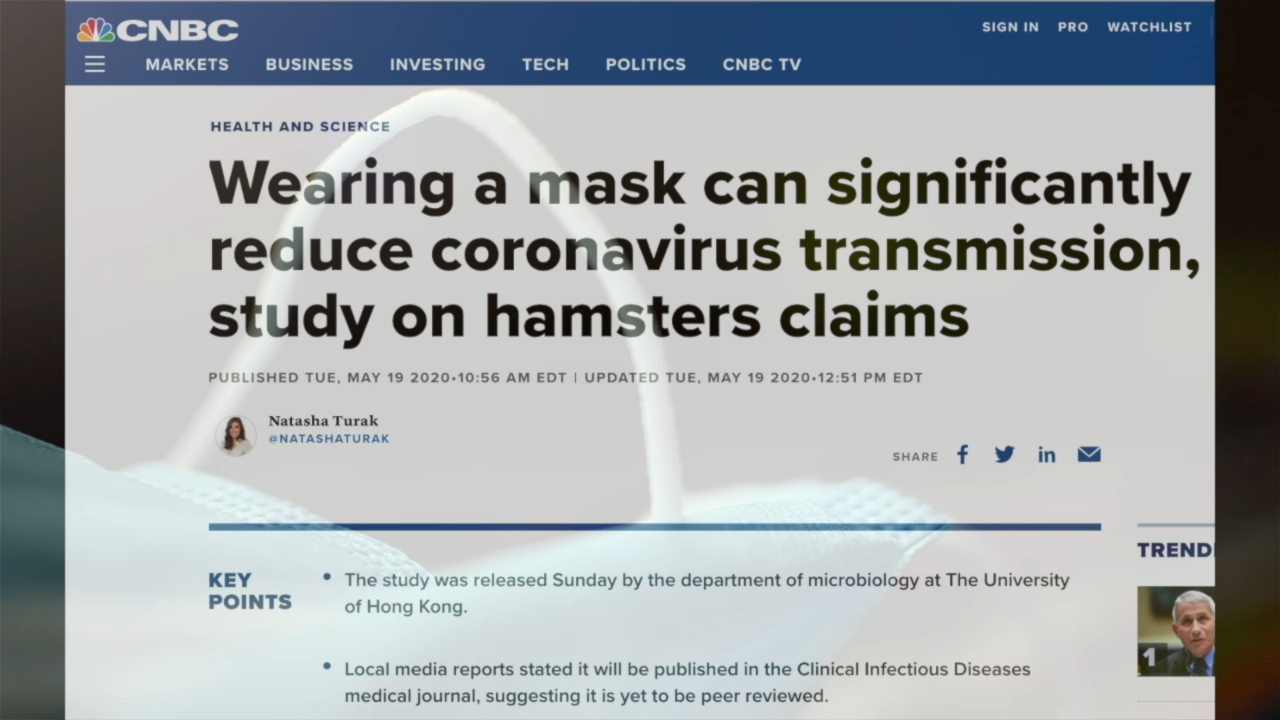 CNBC
SIGN IN PRO WATCHLIST
MARKETS BUSINESS INVESTING TECH POLITICS CNBC TV
HEALTH AND SCIENCE
Wearing a mask can significantly
reduce coronavirus transmission,
study on hamsters claims
PUBLISHED TUE, MAY 19 2020•10:56 AM EDT | UPDATED TUE, MAY 19 2020•12:51 PM EDT
Natasha Turak
@NATASHATURAK
SHARE
KEY
POINTS
• The study was released Sunday by the department of microbiology at The University
of Hong Kong.
• Local media reports stated it will be published in the Clinical Infectious Diseases
medical journal, suggesting it is yet to be peer reviewed.
TRENDI
1